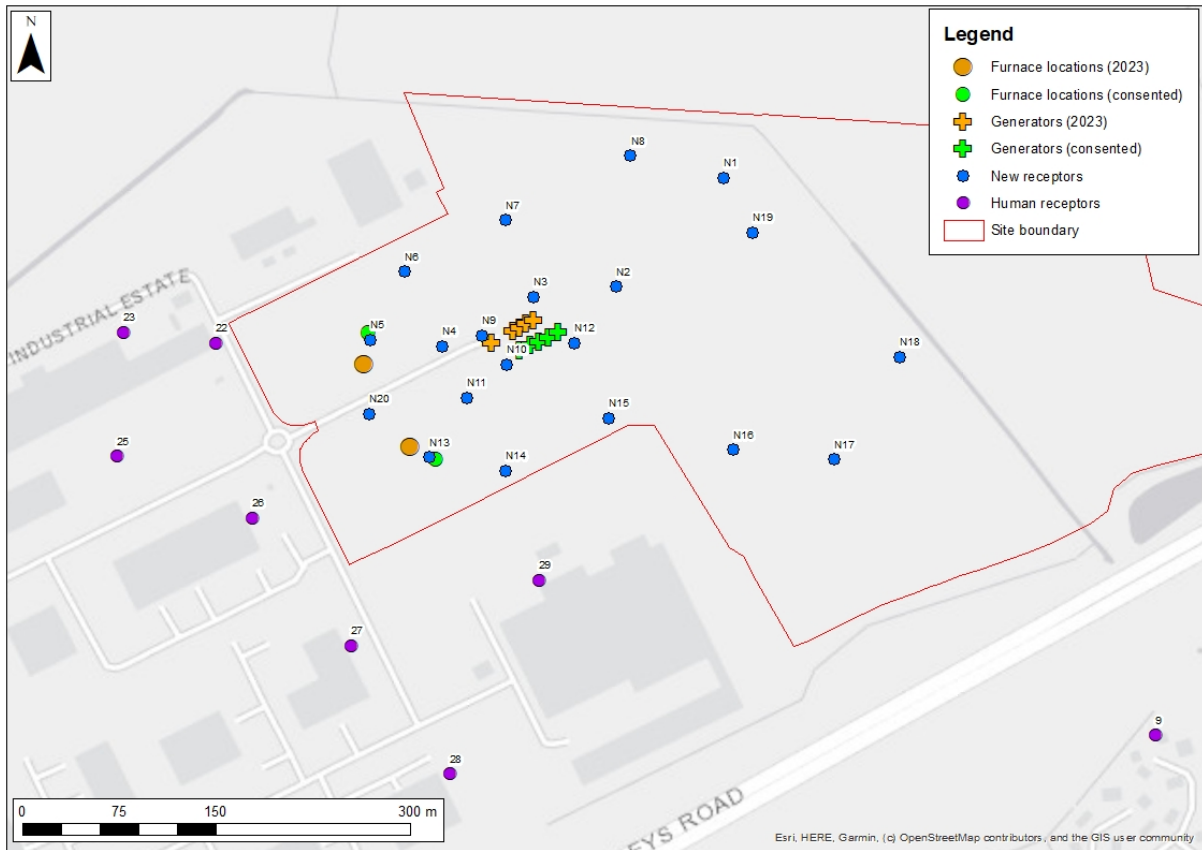 N
Legend
Furnace locations (2023)
Furnace locations (consented)
Generators (2023)
Generators (consented)
New receptors
Human receptors
Site boundary
N8
N1
N7
N19
N6
N2
N3
INDUSTRIAL ESTATE
23
22
N5
N4
N9
N12
N10
N18
N11
N20
N15
25
N13
N14
N16
N17
26
29
27
9
28
EYS ROAD
0 75 150 300 m
Esri, HERE, Garmin, (c) OpenStreetMap contributors, and the GIS user community